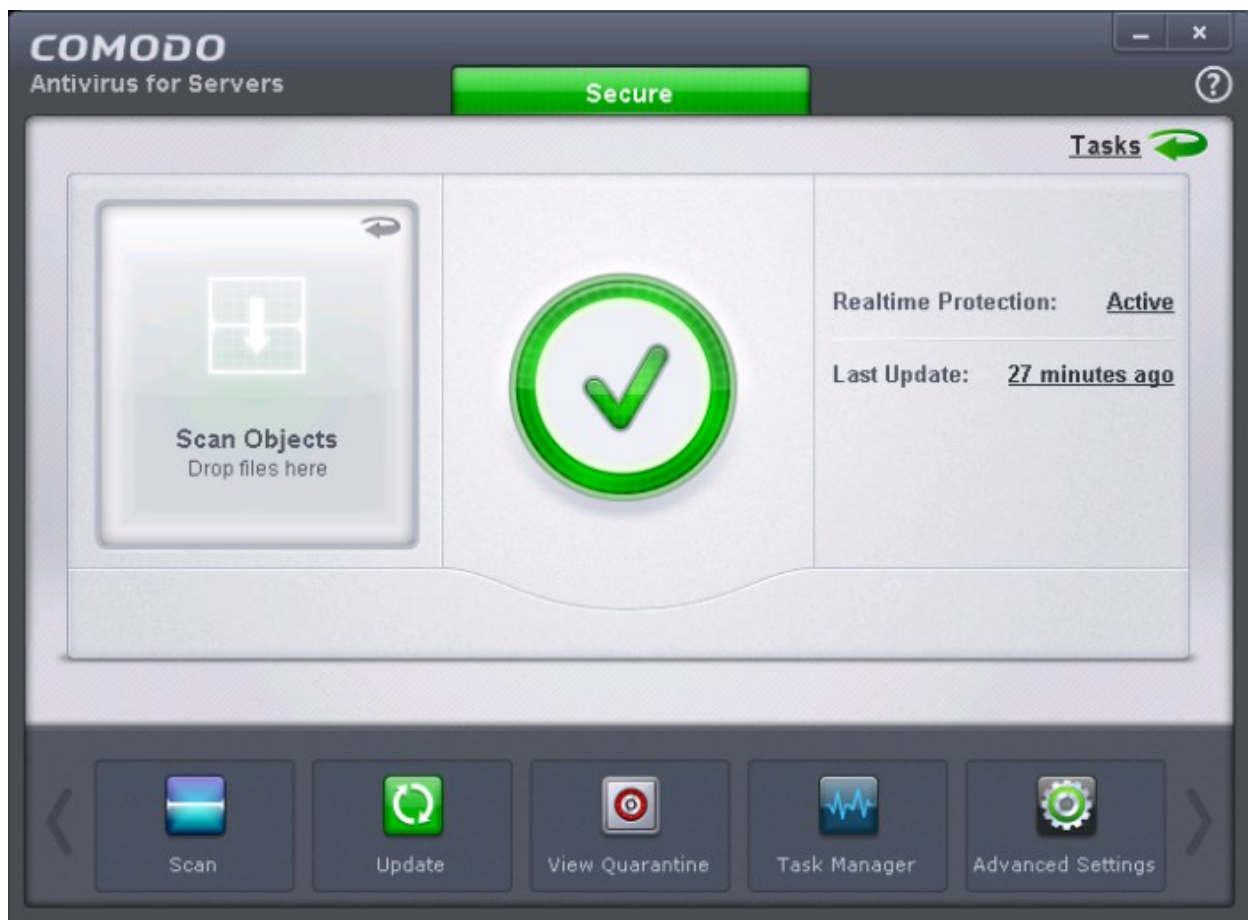 COMODO
Antivirus for Servers
Secure
?
Tasks
Scan Objects
Drop files here
Realtime Protection: Active
Last Update: 27 minutes ago
Scan
Update
View Quarantine
Task Manager
Advanced Settings